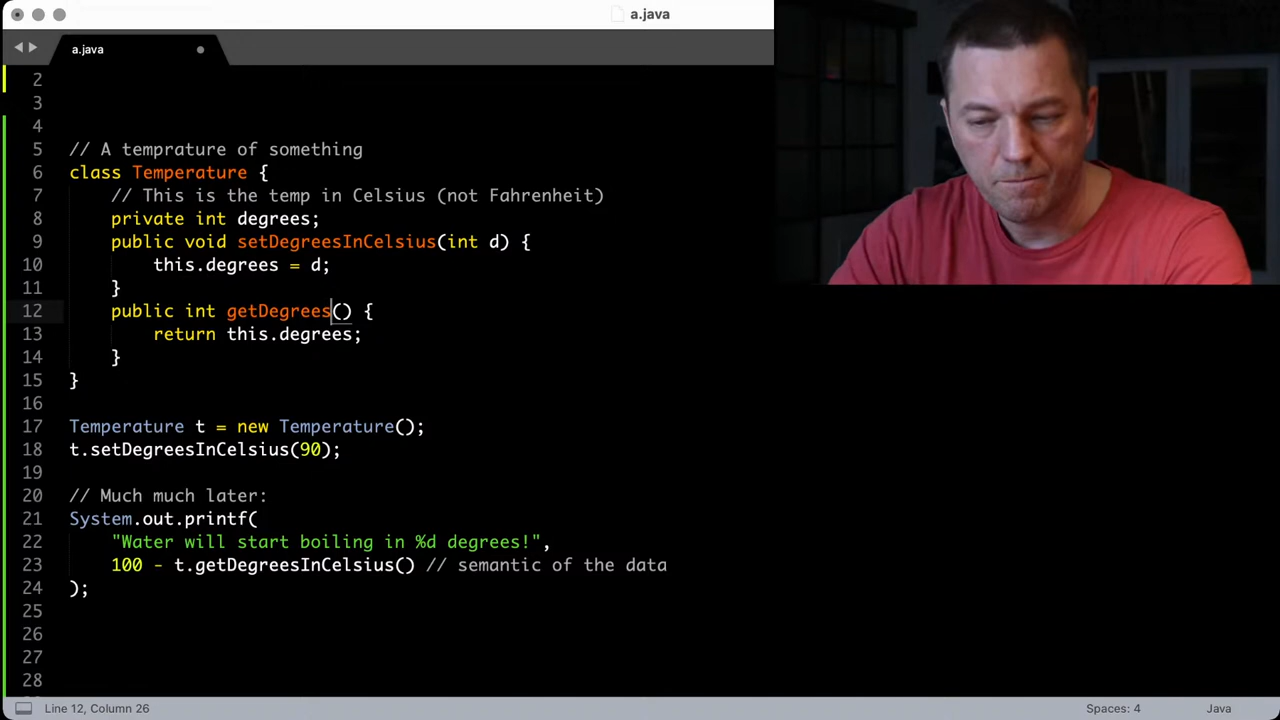 a.java
a.java
2
3
4
5 // A temprature of something
6 class Temperature {
7 // This is the temp in Celsius (not Fahrenheit)
8 private int degrees;
9 public void setDegreesInCelsius(int d) {
10 this.degrees = d;
11 }
12 public int getDegrees() {
13 return this.degrees;
14 }
15 }
16
17 Temperature t = new Temperature();
18 t.setDegreesInCelsius(90);
19
20 // Much much later:
21 System.out.printf(
22 "Water will start boiling in %d degrees!",
23 100 - t.getDegreesInCelsius() // semantic of the data
24 );
25
26
27
28
Line 12, Column 26 Spaces: 4 Java